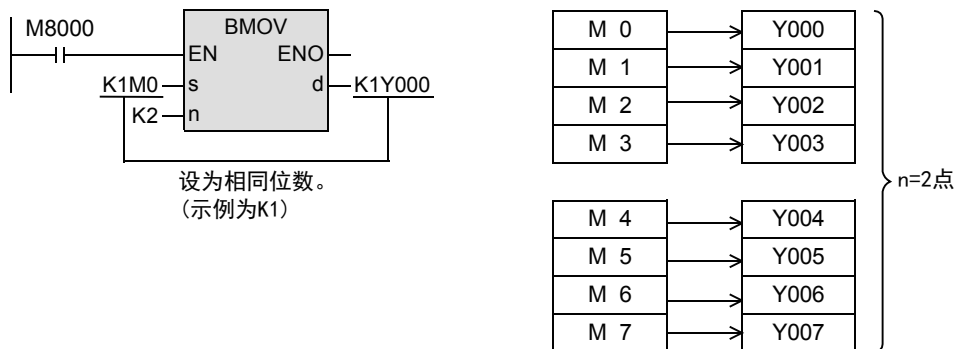 M8000
BMOV
EN ENO
K1M0 s d K1Y000
K2 n
设为相同位数。
(示例为K1)
M 0 Y000
M 1 Y001
M 2 Y002
M 3 Y003
n=2点
M 4 Y004
M 5 Y005
M 6 Y006
M 7 Y007